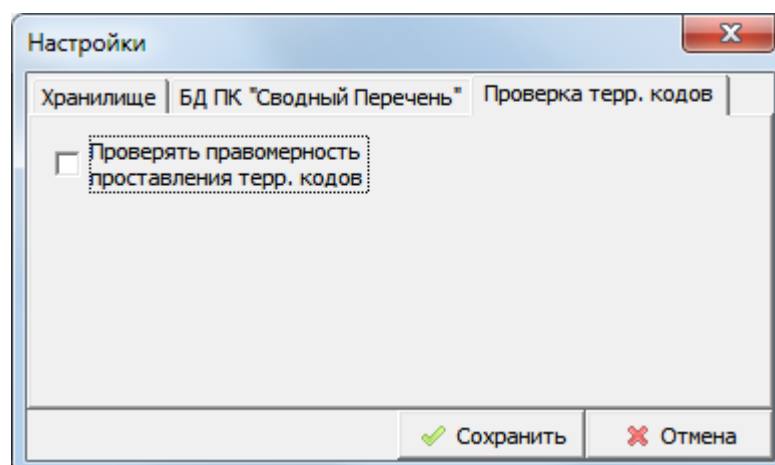 Настройки
Хранилище БД ПК "Сводный Перечень" Проверка терр. кодов
Проверять правомерность
проставления терр. кодов
Сохранить Отмена